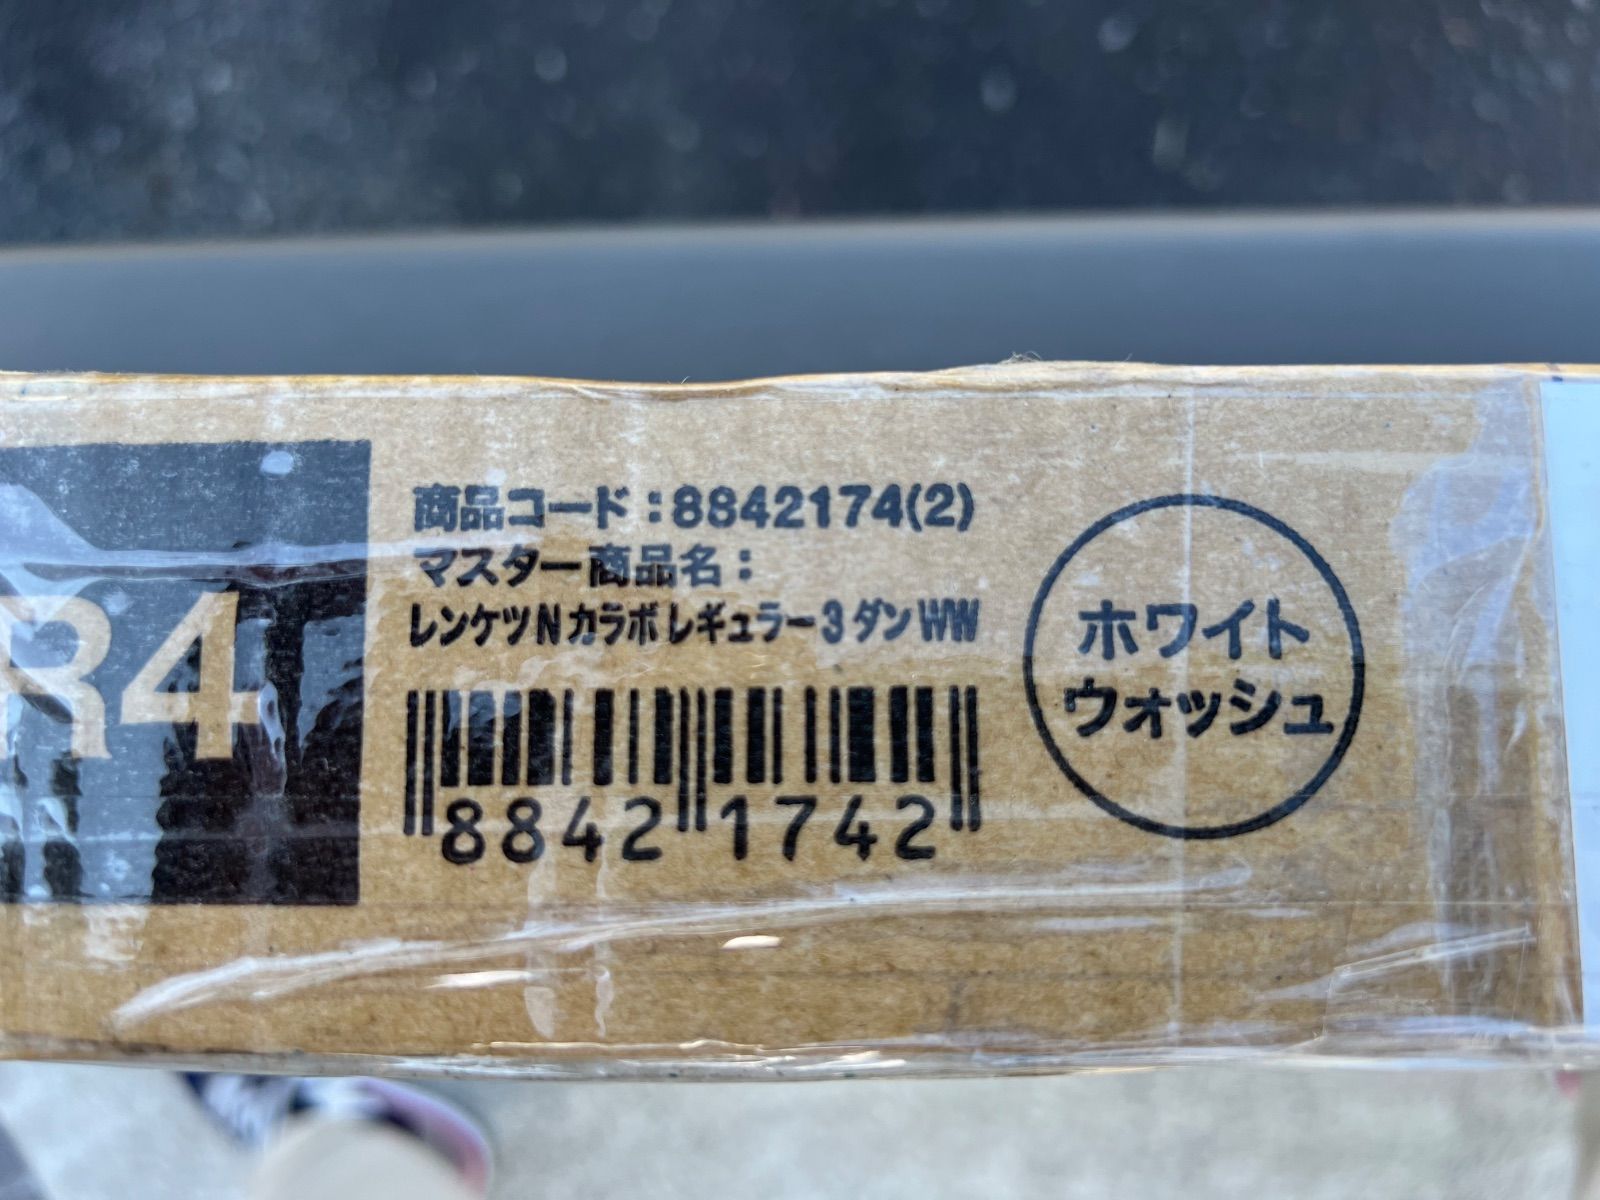 R4
商品コード：8842174(2)
マスター商品名：
レンケツNカラボレギュラー3ダンWW
8842 1742
ホワイト
ウォッシュ